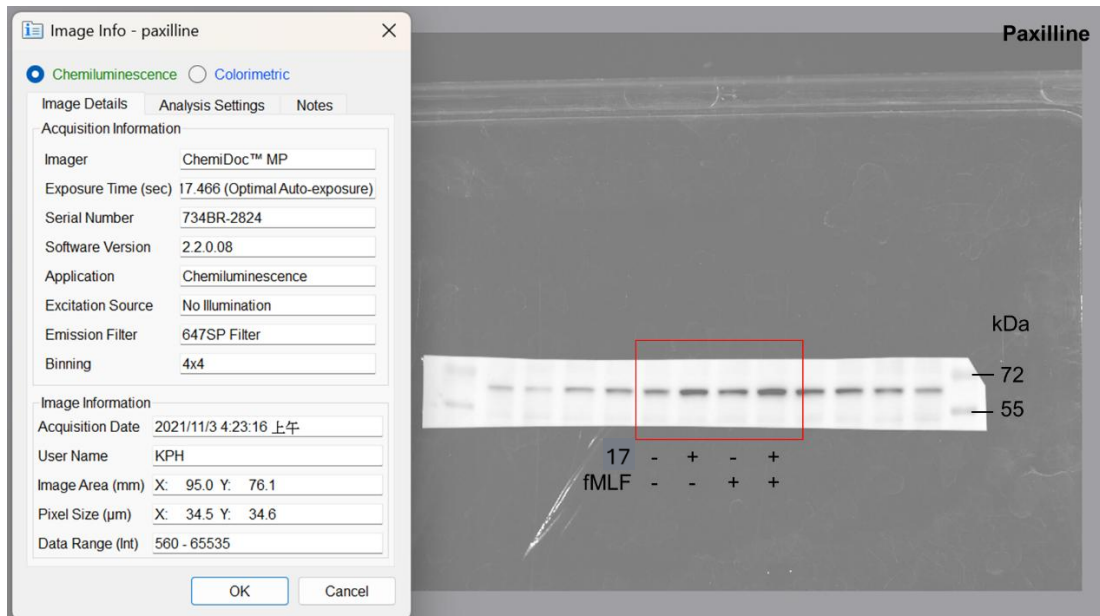 Image Info - paxilline
Chemiluminescence Colorimetric
Image Details Analysis Settings Notes
Acquisition Information
Imager ChemiDoc™ MP
Exposure Time (sec) 17.466 (Optimal Auto-exposure)
Serial Number 734BR-2824
Software Version 2.2.0.08
Application Chemiluminescence
Excitation Source No Illumination
Emission Filter 647SP Filter
Binning 4x4
Image Information
Acquisition Date 2021/11/3 4:23:16 上午
User Name KPH
Image Area (mm) X: 95.0 Y: 76.1
Pixel Size (µm) X: 34.5 Y: 34.6
Data Range (Int) 560 - 65535
OK Cancel
Paxilline
kDa
72
55
17 - + - +
fMLF - - + +